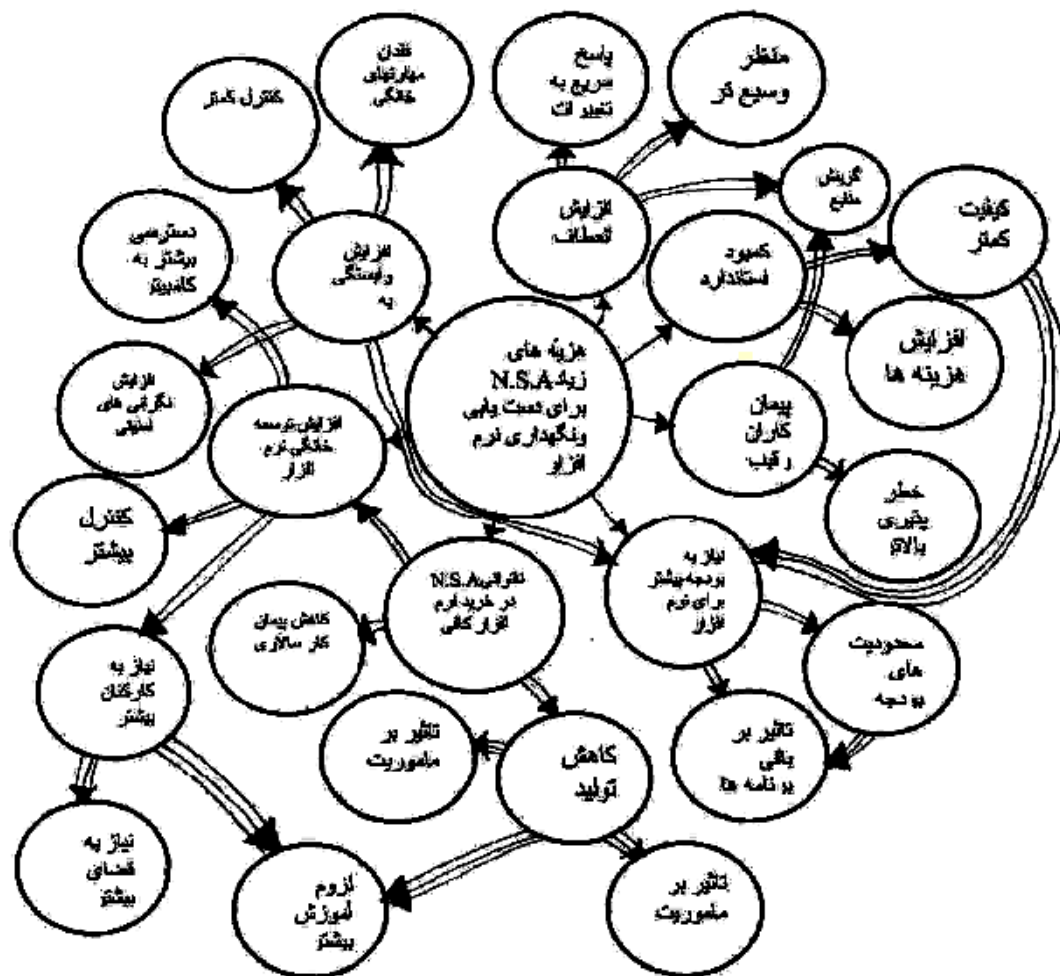 فقدان
مهارتهای
خانگی
پاسخ
سریع به
تغییرات
منظر
وسیع تر
کنترل کمتر
گزینش
منابع
کیفیت
کمتر
افزایش
انعطاف
کمبود
استاندارد
دسترسی
بیشتر به
کامپیوتر
افزایش
وابستگی
به
افزایش
هزینه ها
هزینه های
زیاد N.S.A
برای دست یابی
ونگهداری نرم
افزار
افزایش
نگرانی های
امنیتی
افزایش توسعه
خانگی نرم
افزار
پیمان
کاران
رقیب
خطر
پذیری
بالاتر
کنترل
بیشتر
ناتوانی N.S.A
در خرید نرم
افزار کافی
نیاز به
بودجه بیشتر
برای نرم
افزار
کاهش پیمان
کار سالاری
محدودیت
های
بودجه
نیاز به
کارکنان
بیشتر
تاثیر بر
ماموریت
کاهش
تولید
تاثیر بر
باقی
برنامه ها
نیاز به
فضای
بیشتر
لزوم
آموزش
بیشتر
تاثیر بر
ماموریت